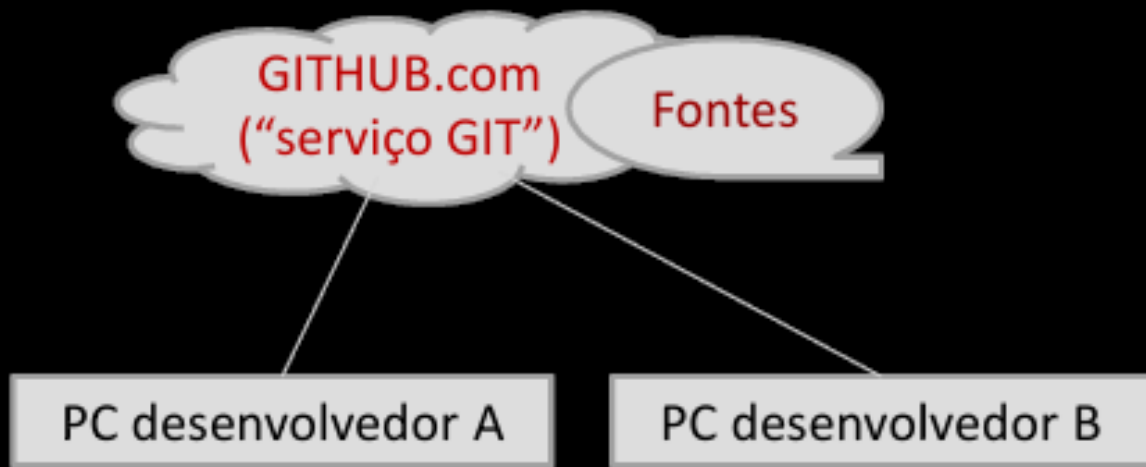 GITHUB.com
(“serviço GIT”)
Fontes
PC desenvolvedor A
PC desenvolvedor B